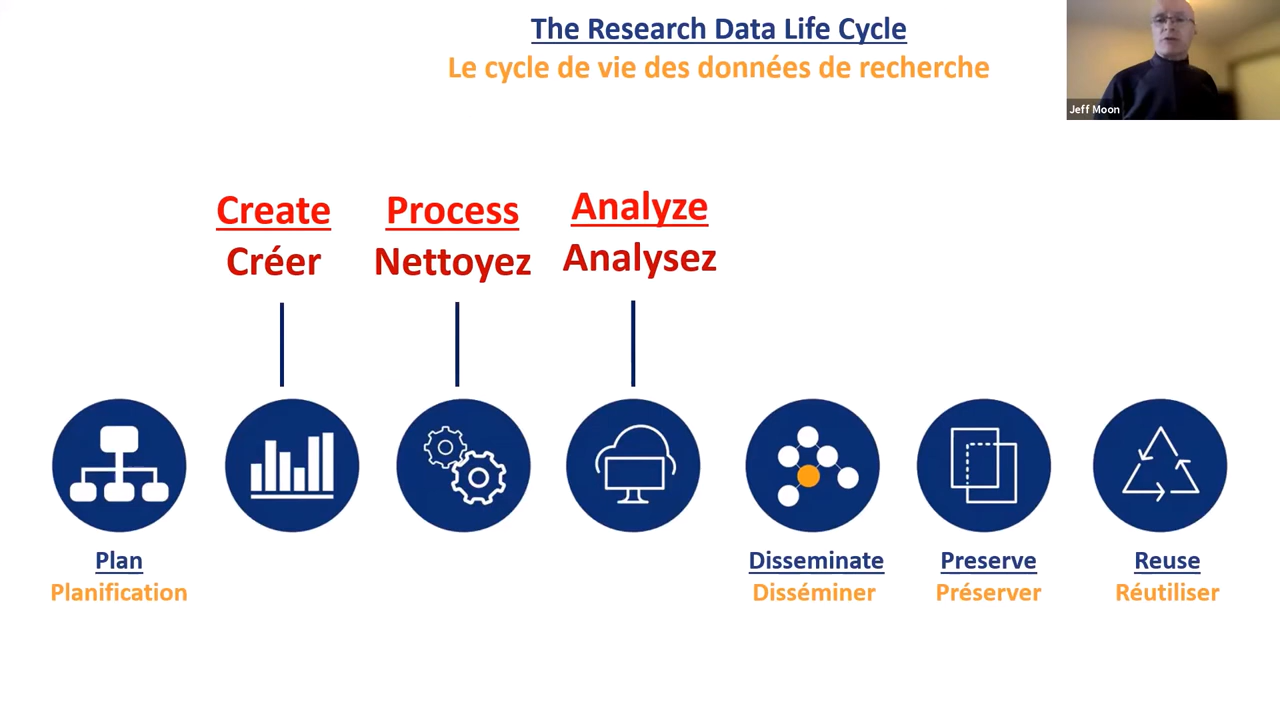 The Research Data Life Cycle
Le cycle de vie des données de recherche
Jeff Moon
Create
Créer
Process
Nettoyez
Analyze
Analysez
Plan
Planification
Disseminate
Disséminer
Preserve
Préserver
Reuse
Réutiliser